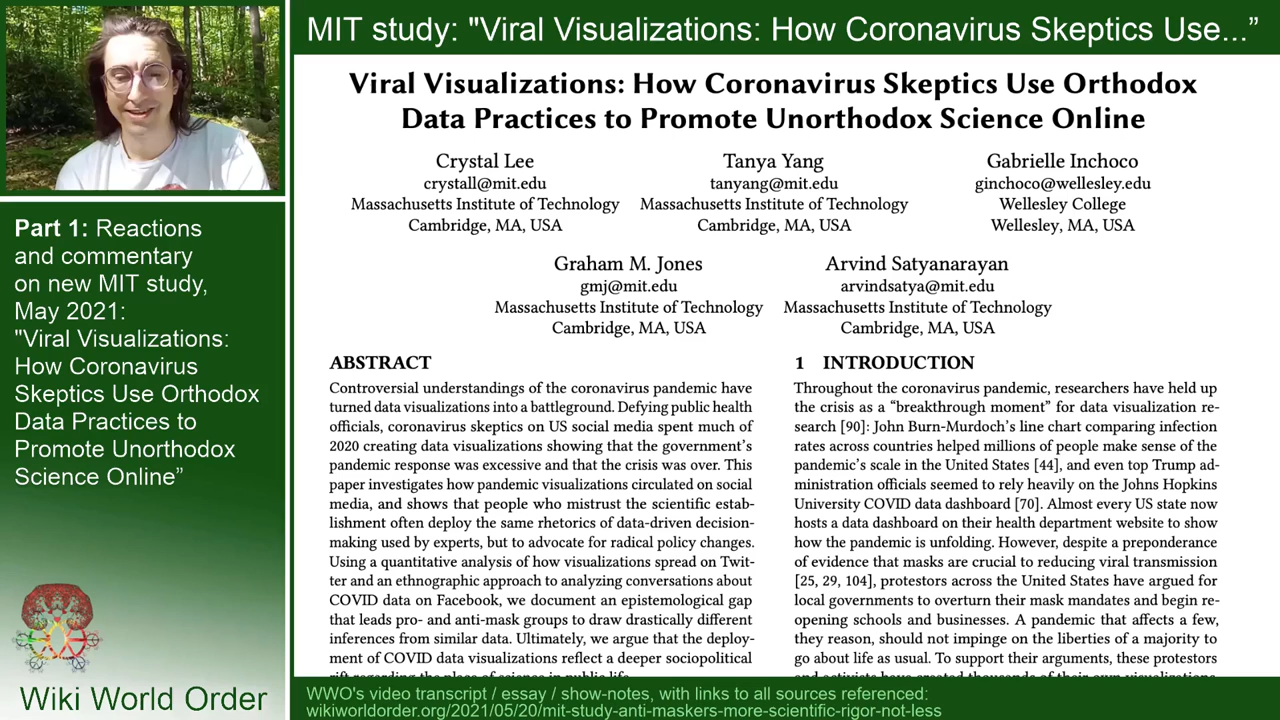 MIT study: "Viral Visualizations: How Coronavirus Skeptics Use...”
Part 1: Reactions
and commentary
on new MIT study,
May 2021:
"Viral Visualizations:
How Coronavirus
Skeptics Use Orthodox
Data Practices to
Promote Unorthodox
Science Online”
Wiki World Order
Viral Visualizations: How Coronavirus Skeptics Use Orthodox
Data Practices to Promote Unorthodox Science Online
Crystal Lee
crystall@mit.edu
Massachusetts Institute of Technology
Cambridge, MA, USA
Tanya Yang
tanyang@mit.edu
Massachusetts Institute of Technology
Cambridge, MA, USA
Gabrielle Inchoco
ginchoco@wellesley.edu
Wellesley College
Wellesley, MA, USA
Graham M. Jones
gmj@mit.edu
Massachusetts Institute of Technology
Cambridge, MA, USA
Arvind Satyanarayan
arvindsatya@mit.edu
Massachusetts Institute of Technology
Cambridge, MA, USA
ABSTRACT
Controversial understandings of the coronavirus pandemic have
turned data visualizations into a battleground. Defying public health
officials, coronavirus skeptics on US social media spent much of
2020 creating data visualizations showing that the government’s
pandemic response was excessive and that the crisis was over. This
paper investigates how pandemic visualizations circulated on social
media, and shows that people who mistrust the scientific estab-
lishment often deploy the same rhetorics of data-driven decision-
making used by experts, but to advocate for radical policy changes.
Using a quantitative analysis of how visualizations spread on Twit-
ter and an ethnographic approach to analyzing conversations about
COVID data on Facebook, we document an epistemological gap
that leads pro- and anti-mask groups to draw drastically different
inferences from similar data. Ultimately, we argue that the deploy-
ment of COVID data visualizations reflect a deeper sociopolitical
rift regarding the place of science in public life.
1 INTRODUCTION
Throughout the coronavirus pandemic, researchers have held up
the crisis as a “breakthrough moment” for data visualization re-
search [90]: John Burn-Murdoch’s line chart comparing infection
rates across countries helped millions of people make sense of the
pandemic’s scale in the United States [44], and even top Trump ad-
ministration officials seemed to rely heavily on the Johns Hopkins
University COVID data dashboard [70]. Almost every US state now
hosts a data dashboard on their health department website to show
how the pandemic is unfolding. However, despite a preponderance
of evidence that masks are crucial to reducing viral transmission
[25, 29, 104], protestors across the United States have argued for
local governments to overturn their mask mandates and begin re-
opening schools and businesses. A pandemic that affects a few,
they reason, should not impinge on the liberties of a majority to
go about life as usual. To support their arguments, these protestors
and activists have created thousands of their own visualizations,
WWO's video transcript / essay / show-notes, with links to all sources referenced:
wikiworldorder.org/2021/05/20/mit-study-anti-maskers-more-scientific-rigor-not-less